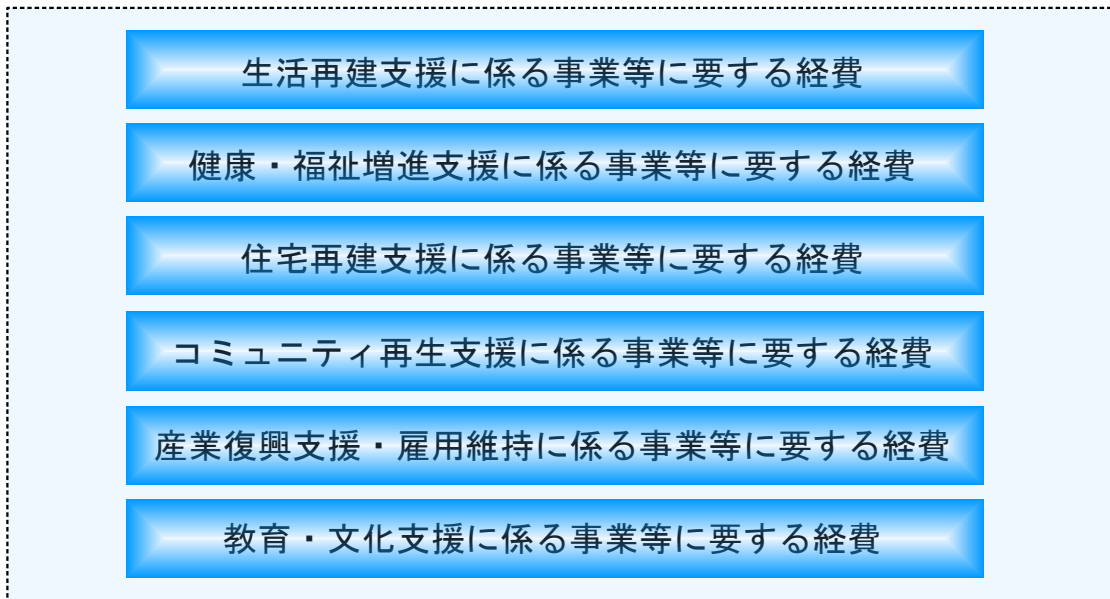 生活再建支援に係る事業等に要する経費
健康・福祉増進支援に係る事業等に要する経費
住宅再建支援に係る事業等に要する経費
コミュニティ再生支援に係る事業等に要する経費
産業復興支援・雇用維持に係る事業等に要する経費
教育・文化支援に係る事業等に要する経費